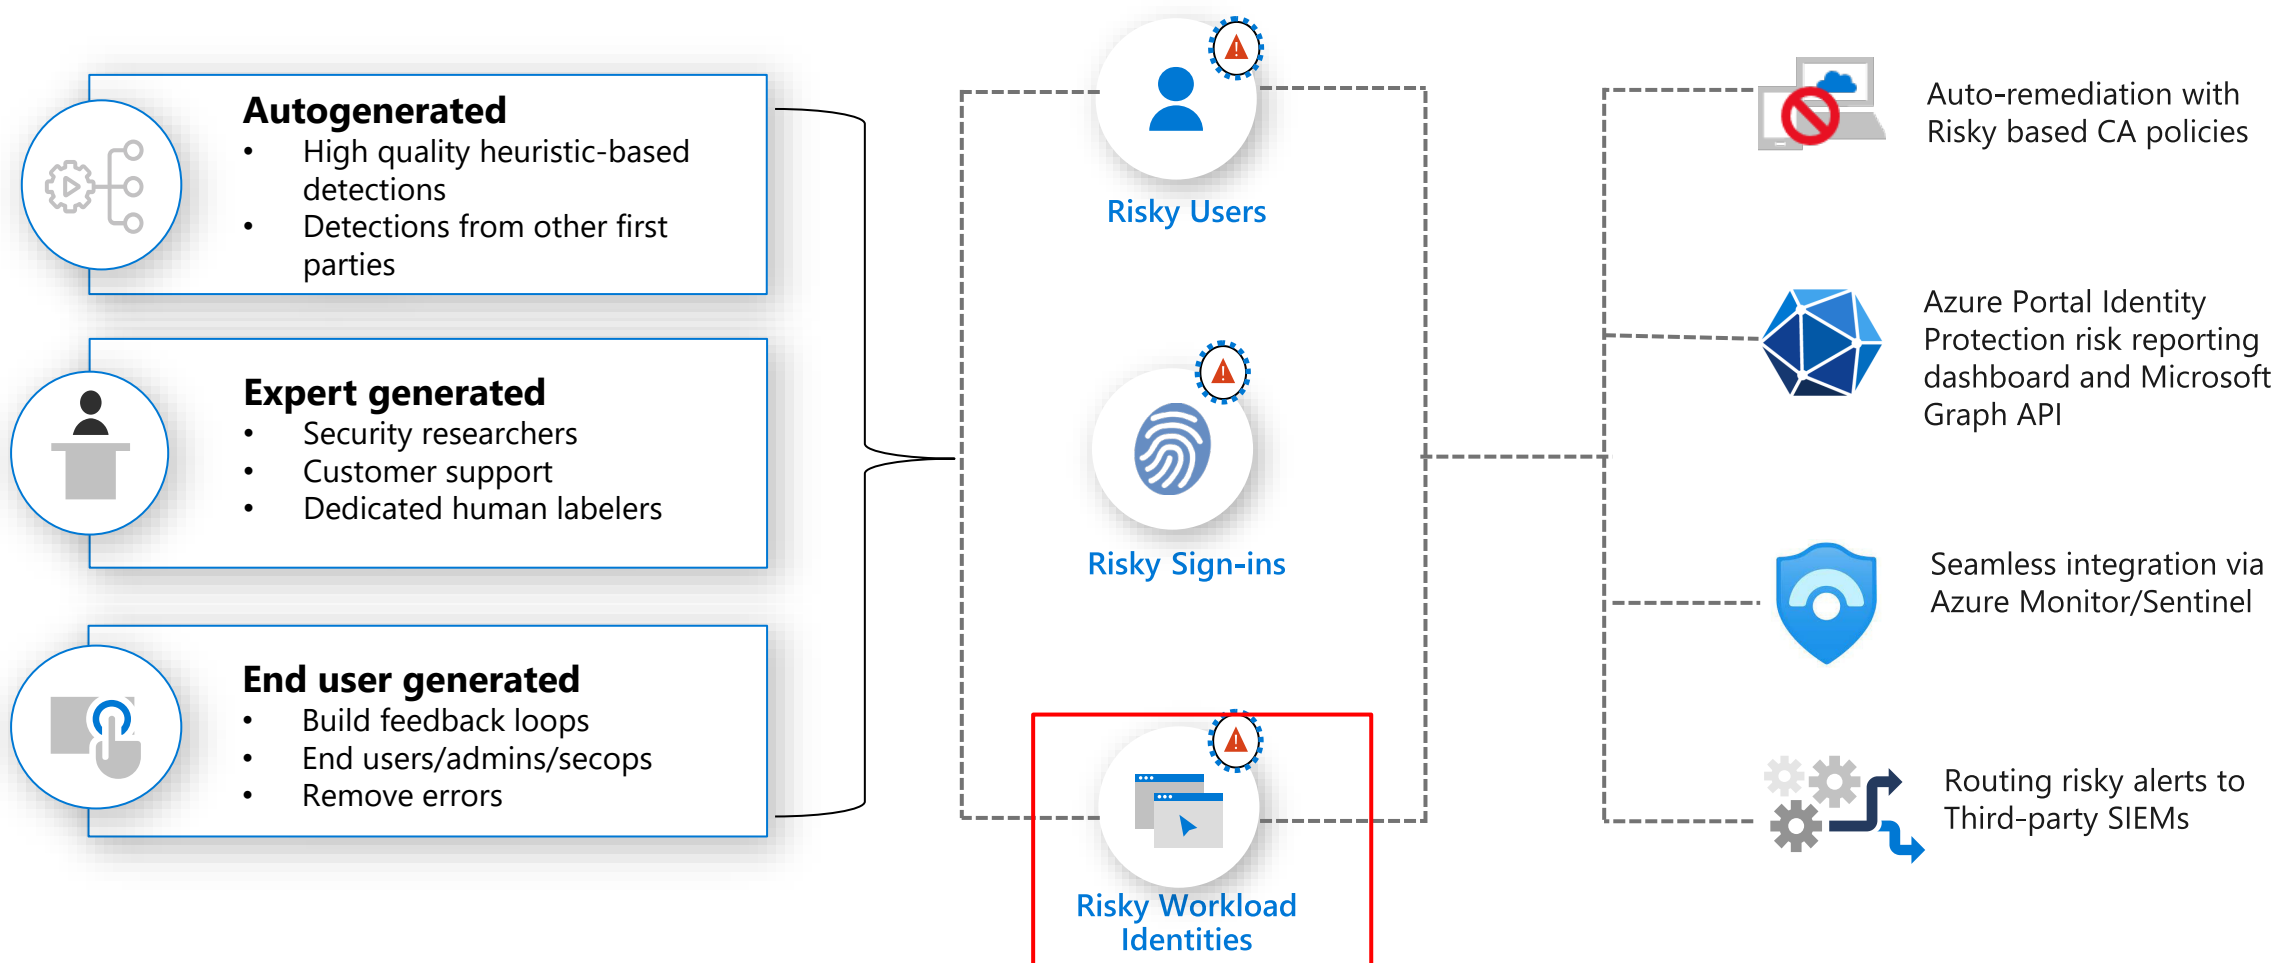 Autogenerated
• High quality heuristic-based
detections
• Detections from other first
parties
Expert generated
• Security researchers
• Customer support
• Dedicated human labelers
End user generated
• Build feedback loops
• End users/admins/secops
• Remove errors
Risky Users
Risky Sign-ins
Risky Workload
Identities
Auto-remediation with
Risky based CA policies
Azure Portal Identity
Protection risk reporting
dashboard and Microsoft
Graph API
Seamless integration via
Azure Monitor/Sentinel
Routing risky alerts to
Third-party SIEMs